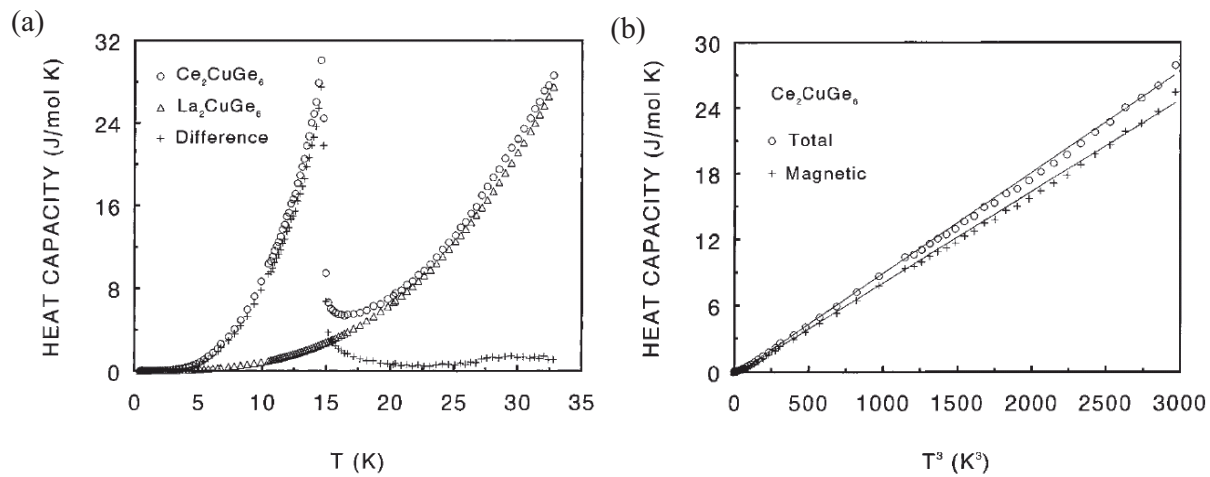 (a)
HEAT CAPACITY (J/mol K)
32
24
16
8
0
○ Ce₂CuGe₆
△ La₂CuGe₆
+ Difference
0 5 10 15 20 25 30 35
T (K)
(b)
HEAT CAPACITY (J/mol K)
30
24
18
12
6
0
Ce₂CuGe₆
○ Total
+ Magnetic
0 500 1000 1500 2000 2500 3000
T³ (K³)